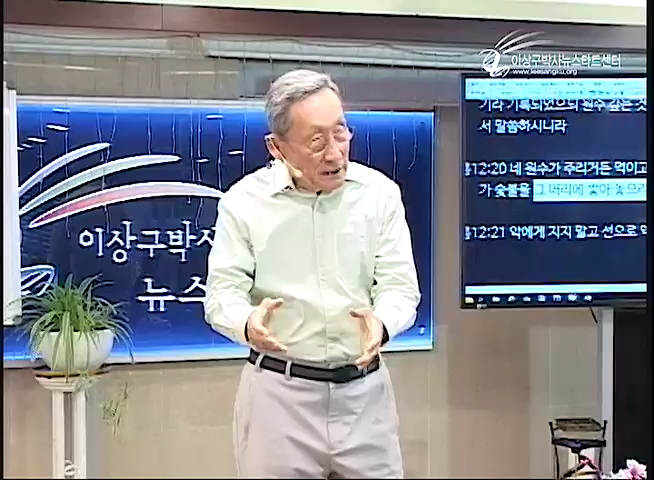 이상구박사뉴스타트센터
www.leesangku.org
기라 기록되었으되 원수 갚는 것
서 말씀하시니라
12:20 네 원수가 주리거든 먹이고
가 숯불을 그 머리에 쌓아 놓으리
12:21 악에게 지지 말고 선으로 악
이상구박사
뉴스